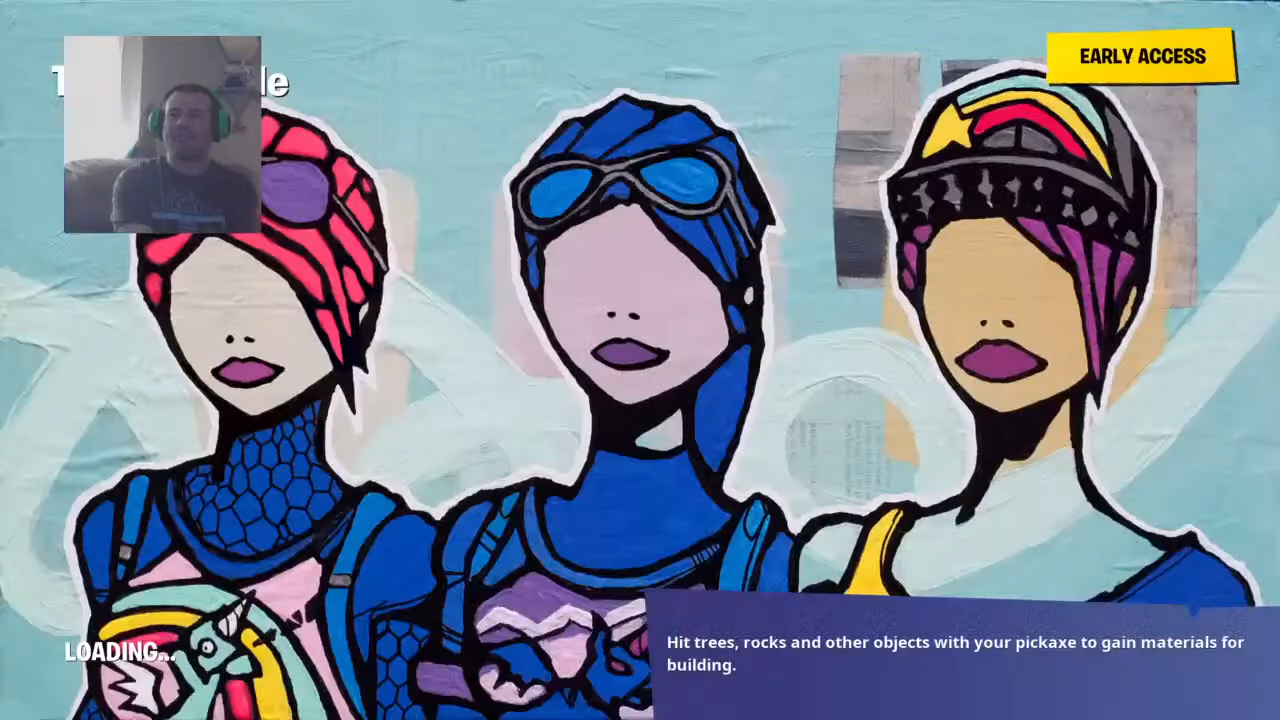 EARLY ACCESS
LOADING...
Hit trees, rocks and other objects with your pickaxe to gain materials for
building.